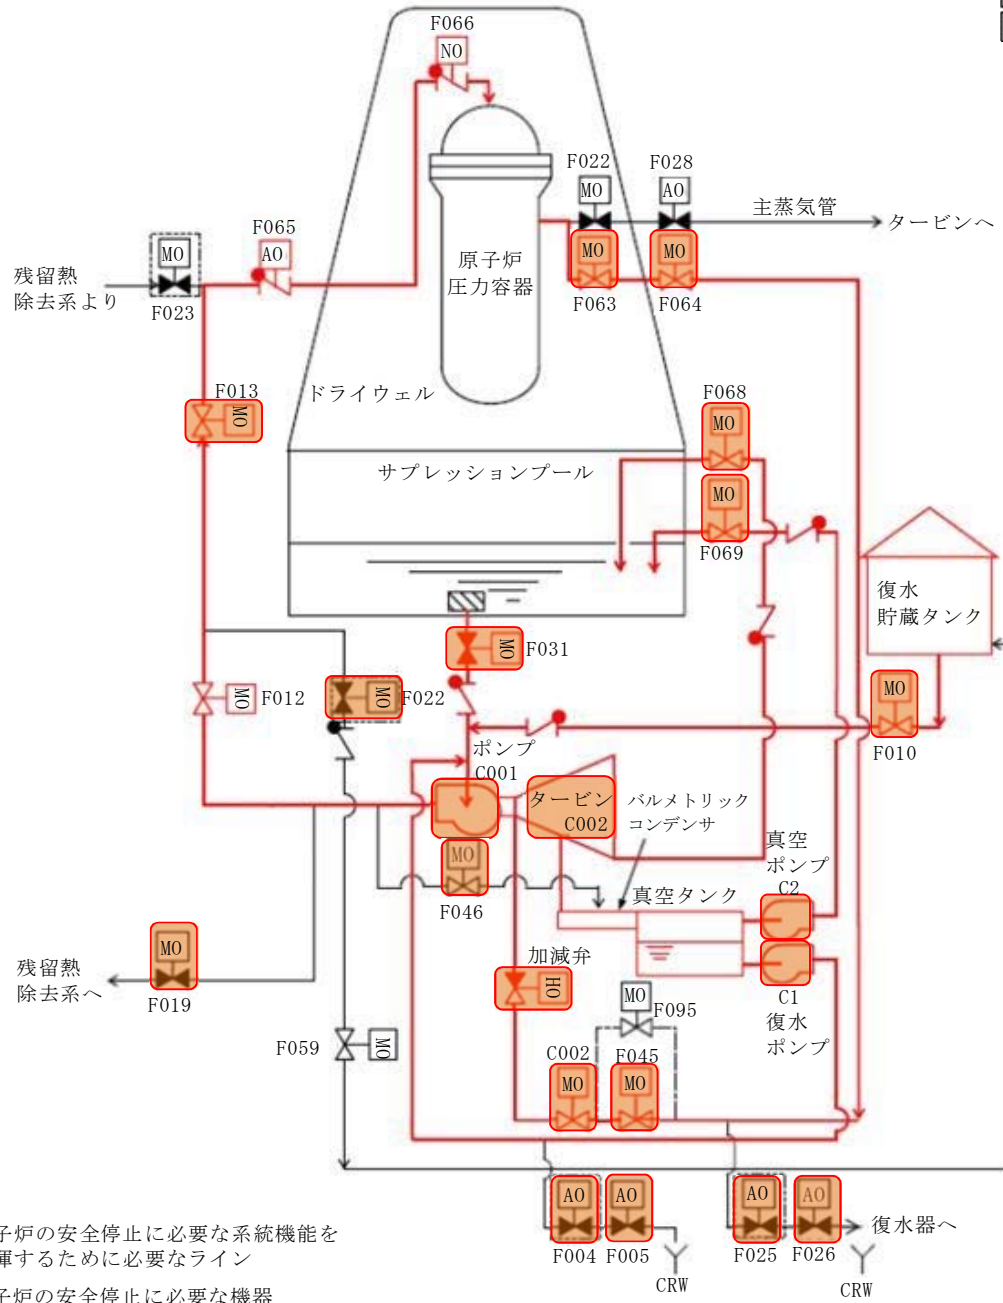 F066
NO
F022
F028
MO
AO
主蒸気管
タービンへ
F065
AO
MO
残留熱
除去系より
F023
原子炉
圧力容器
MO
MO
F063
F064
F013
MO
ドライウェル
F068
MO
サプレッションプール
MO
F069
復水
貯蔵タンク
MO
F031
F012
MO
MO
F022
MO
F010
ポンプ
C001
タービン
C002
バルメトリック
コンデンサ
真空
ポンプ
C2
MO
F046
真空タンク
MO
残留熱
除去系へ
F019
加減弁
HO
C1
復水
ポンプ
MO
F095
F059
MO
C002
F045
MO
MO
AO
AO
AO
AO
復水器へ
F004
F005
F025
F026
CRW
CRW
子炉の安全停止に必要な系統機能を
揮するために必要なライン
子炉の安全停止に必要な機器